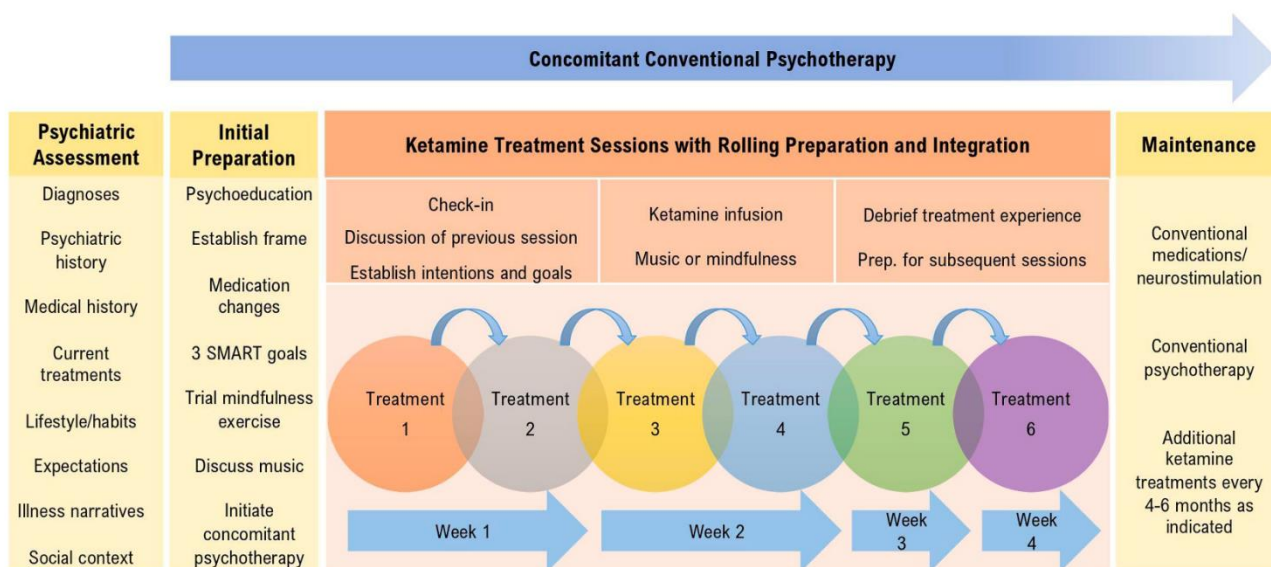 Concomitant Conventional Psychotherapy
Psychiatric
Assessment
Diagnoses
Psychiatric
history
Medical history
Current
treatments
Lifestyle/habits
Expectations
Illness narratives
Social context
Initial
Preparation
Psychoeducation
Establish frame
Medication
changes
3 SMART goals
Trial mindfulness
exercise
Discuss music
Initiate
concomitant
psychotherapy
Ketamine Treatment Sessions with Rolling Preparation and Integration
Check-in
Discussion of previous session
Establish intentions and goals
Ketamine infusion
Music or mindfulness
Debrief treatment experience
Prep. for subsequent sessions
Treatment
1
Treatment
2
Treatment
3
Treatment
4
Treatment
5
Treatment
6
Week 1
Week 2
Week
3
Week
4
Maintenance
Conventional
medications/
neurostimulation
Conventional
psychotherapy
Additional
ketamine
treatments every
4-6 months as
indicated